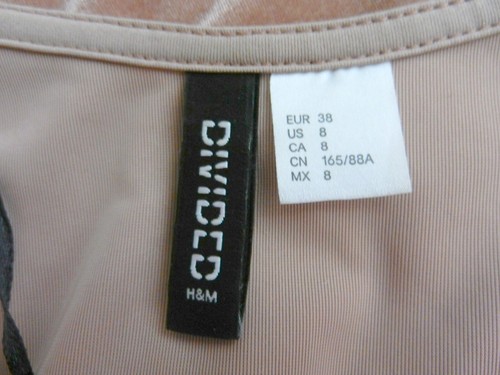 DIVIDED
H&M
EUR 38
US 8
CA 8
CN 165/88A
MX 8